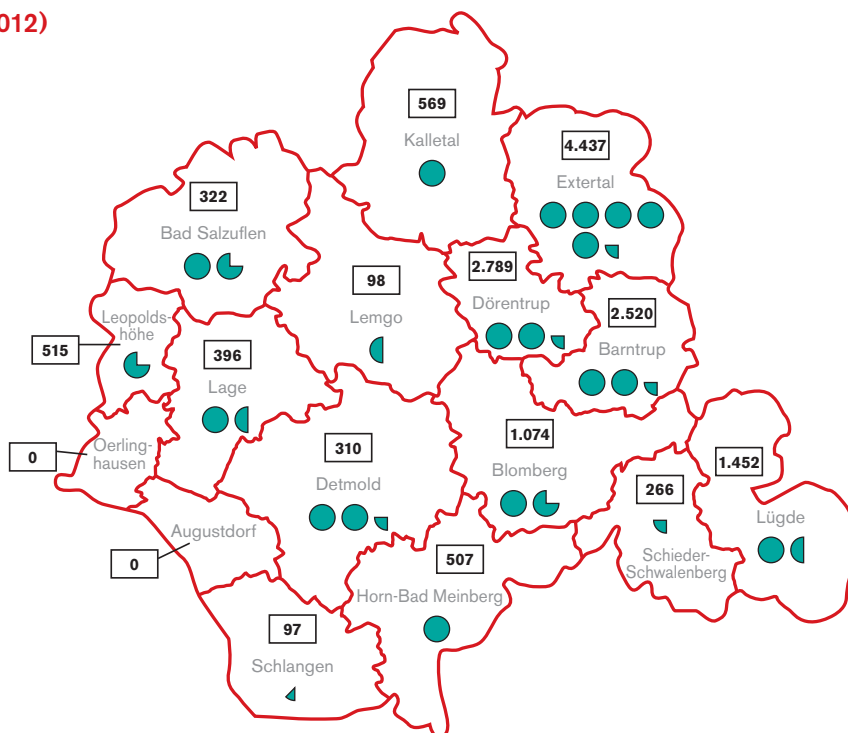 012)
569
Kalletal
4.437
Extertal
322
Bad Salzuflen
98
Lemgo
2.789
Dörentrup
2.520
Barntrup
Leopolds-
höhe
515
396
Lage
Oerling-
hausen
0
310
Detmold
1.074
Blomberg
266
Schieder-
Schwalenberg
1.452
Lügde
Augustdorf
0
507
Horn-Bad Meinberg
97
Schlangen